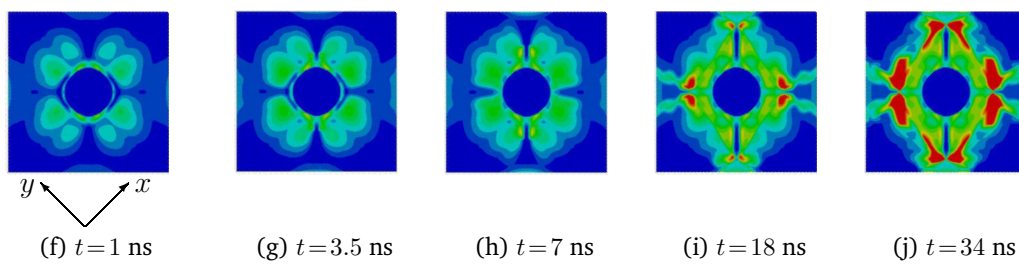 y x
(f) t=1 ns (g) t=3.5 ns (h) t=7 ns (i) t=18 ns (j) t=34 ns